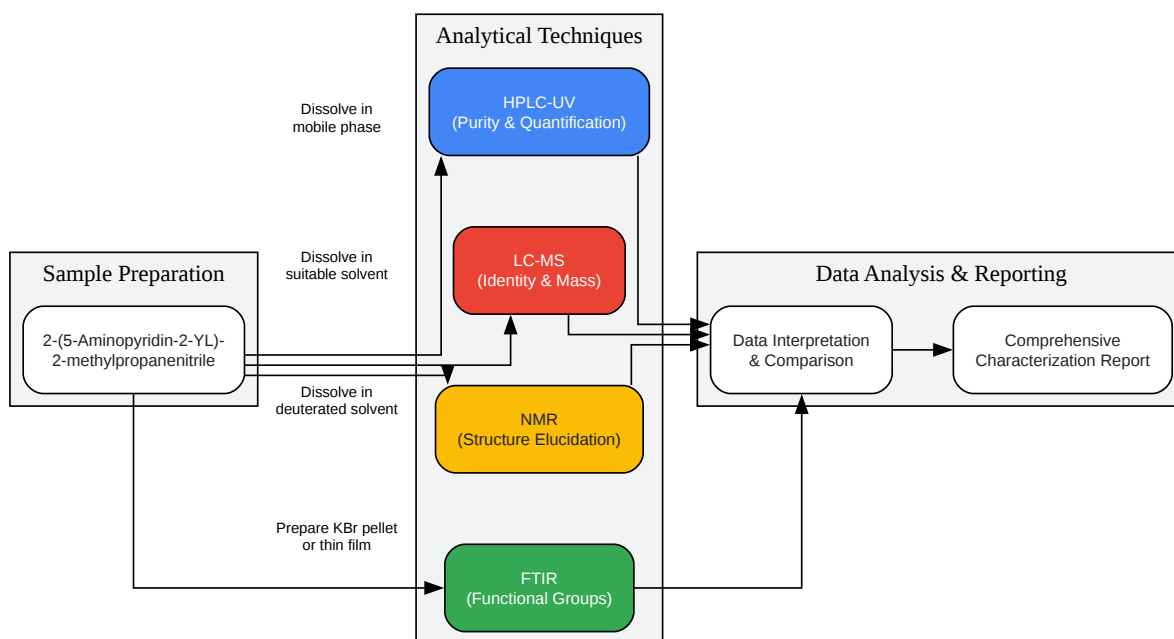 Analytical Techniques
HPLC-UV
(Purity & Quantification)
Dissolve in
mobile phase
Dissolve in
suitable solvent
LC-MS
(Identity & Mass)
Sample Preparation
2-(5-Aminopyridin-2-YL)-
2-methylpropanenitrile
Dissolve in
deuterated solvent
NMR
(Structure Elucidation)
Prepare KBr pellet
or thin film
FTIR
(Functional Groups)
Data Analysis & Reporting
Data Interpretation
& Comparison
Comprehensive
Characterization Report